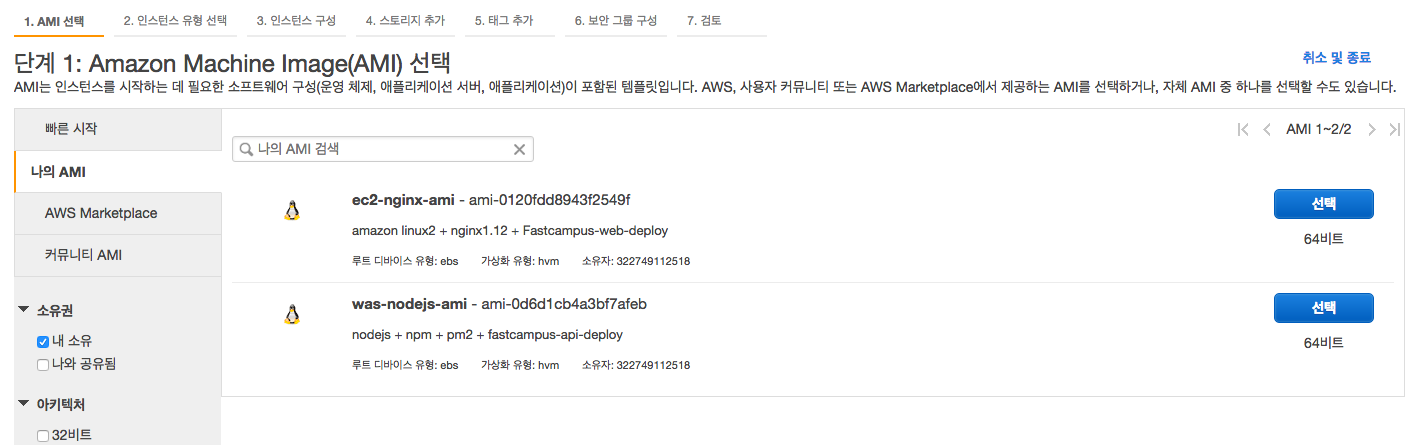 1. AMI 선택 2. 인스턴스 유형 선택 3. 인스턴스 구성 4. 스토리지 추가 5. 태그 추가 6. 보안 그룹 구성 7. 검토
단계 1: Amazon Machine Image(AMI) 선택
취소 및 종료
AMI는 인스턴스를 시작하는 데 필요한 소프트웨어 구성(운영 체제, 애플리케이션 서버, 애플리케이션)이 포함된 템플릿입니다. AWS, 사용자 커뮤니티 또는 AWS Marketplace에서 제공하는 AMI를 선택하거나, 자체 AMI 중 하나를 선택할 수도 있습니다.
빠른 시작
나의 AMI
AWS Marketplace
커뮤니티 AMI
소유권
내 소유
나와 공유됨
아키텍처
32비트
AMI 1~2/2
나의 AMI 검색
ec2-nginx-ami - ami-0120fdd8943f2549f
선택
amazon linux2 + nginx1.12 + Fastcampus-web-deploy
64비트
루트 디바이스 유형: ebs 가상화 유형: hvm 소유자: 322749112518
was-nodejs-ami - ami-0d6d1cb4a3bf7afeb
선택
nodejs + npm + pm2 + fastcampus-api-deploy
64비트
루트 디바이스 유형: ebs 가상화 유형: hvm 소유자: 322749112518